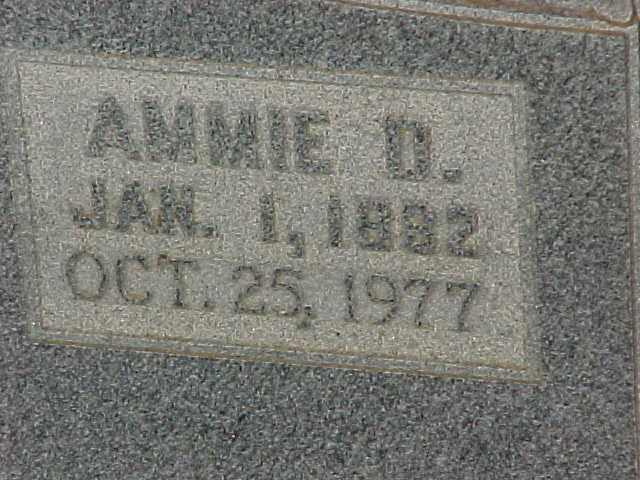 AMMIE D.
JAN. 1, 1882
OCT. 25, 1977